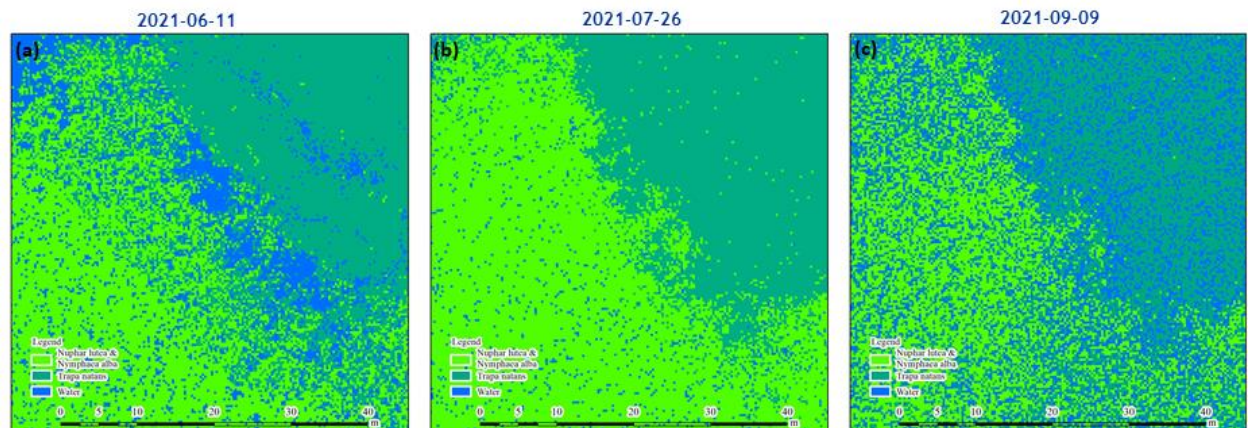 2021-06-11
2021-07-26
2021-09-09
(a)
(b)
(c)
Legend
Nuphar lutea &
Nymphaea alba
Trapa natans
Water
0 5 10 20 30 40
m
Legend
Nuphar lutea &
Nymphaea alba
Trapa natans
Water
0 5 10 20 30 40
m
Legend
Nuphar lutea &
Nymphaea alba
Trapa natans
Water
0 5 10 20 30 40
m